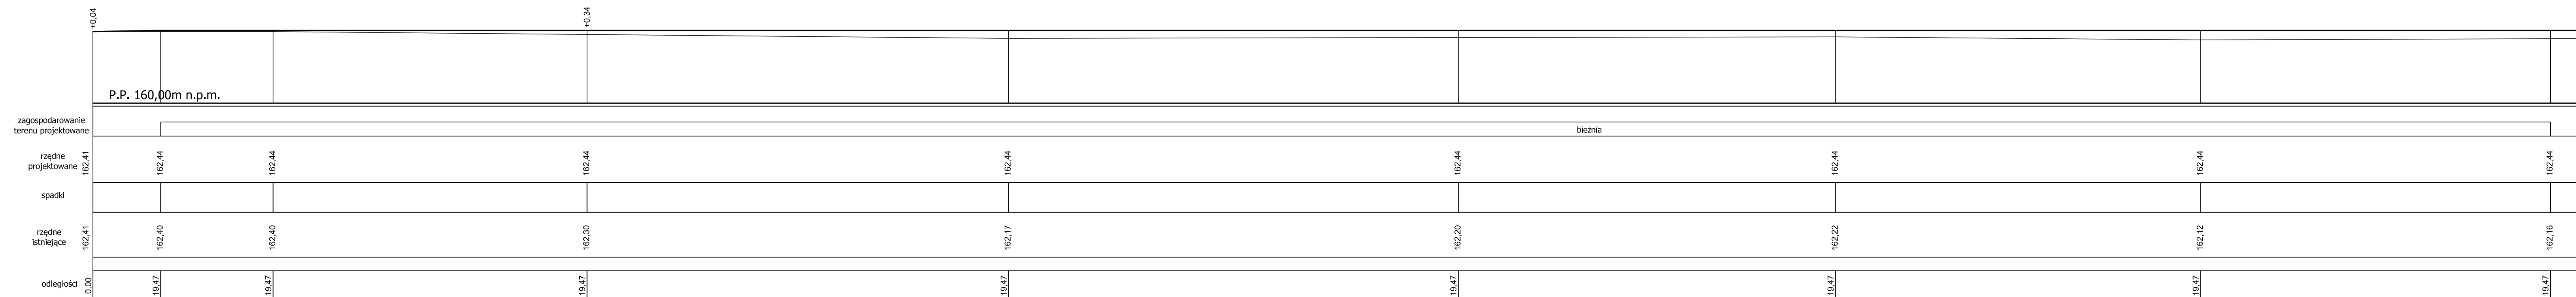 +0,04 +0,34
P.P. 160,00m n.p.m.
zagospodarowanie
terenu projektowane
bieżnia
rzędne
projektowane
162,41 162,44 162,44 162,44 162,44 162,44 162,44 162,44 162,44
spadki
rzędne
istniejące
162,41 162,40 162,40 162,30 162,17 162,20 162,22 162,12 162,16
odległości
0.00 19,47 19,47 19,47 19,47 19,47 19,47 19,47 19,47